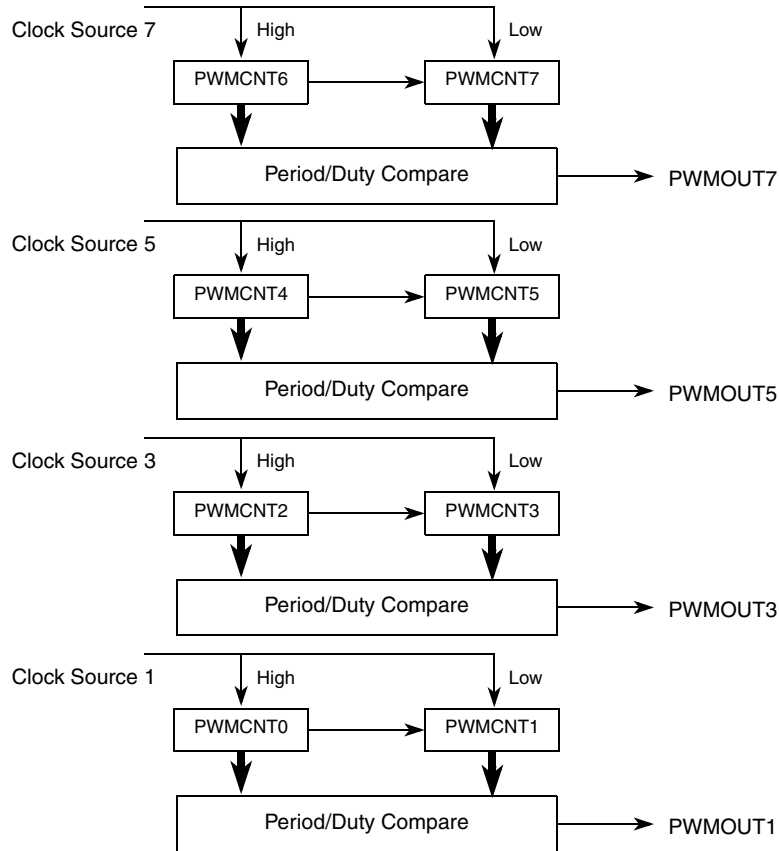 Clock Source 7
High
Low
PWMCNT6
PWMCNT7
Period/Duty Compare
PWMOUT7
Clock Source 5
High
Low
PWMCNT4
PWMCNT5
Period/Duty Compare
PWMOUT5
Clock Source 3
High
Low
PWMCNT2
PWMCNT3
Period/Duty Compare
PWMOUT3
Clock Source 1
High
Low
PWMCNT0
PWMCNT1
Period/Duty Compare
PWMOUT1